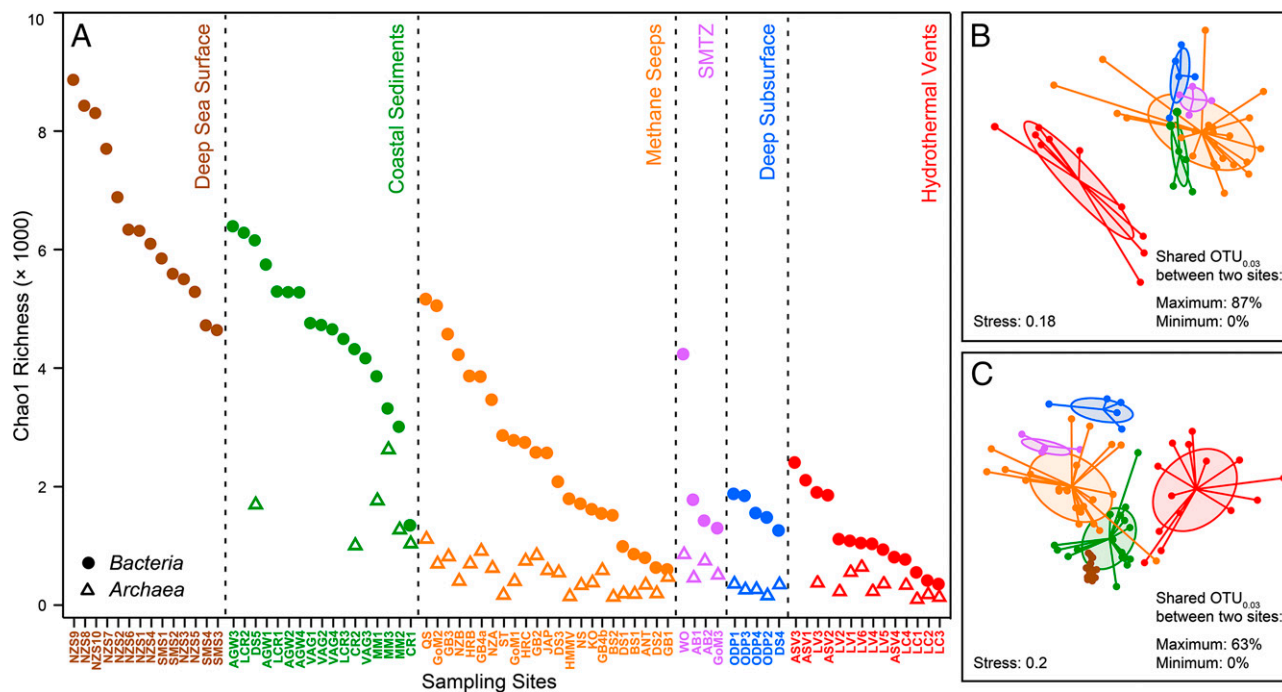 A
Chao1 Richness (× 1000)
10
8
6
4
2
0
Deep Sea Surface
Coastal Sediments
Methane Seeps
SMTZ
Deep Subsurface
Hydrothermal Vents
Bacteria
Archaea
NZS9
NZS8
NZS10
NZS7
NZS2
NZS6
NZS1
NZS4
SMS1
SMS2
NZS3
NZS5
SMS4
SMS3
AGW3
LCR2
DS5
AGW1
LCR1
AGW2
AGW4
VAG1
VAG2
VAG4
LCR3
LCR2
VAG3
MM1
MM3
MM2
CR1
QS
GoM2
GB3
NZB
HRB
GB4a
NZA
ST
GoM1
HRC
GB2
JAP
DS3
HMMV
NS
KO
GB4b
BS2
DS1
BS1
ANT
DS2
GB1
WO
AB1
AB2
GoM3
ODP1
ODP3
ODP4
ODP2
DS4
ASV3
ASV1
LV3
ASV2
LV2
LV1
LV6
LV4
LV5
ASV4
LC4
LC1
LC2
LC3
Sampling Sites
B
Shared OTU0.03
between two sites:
Maximum: 87%
Stress: 0.18 Minimum: 0%
C
Shared OTU0.03
between two sites:
Maximum: 63%
Stress: 0.2 Minimum: 0%